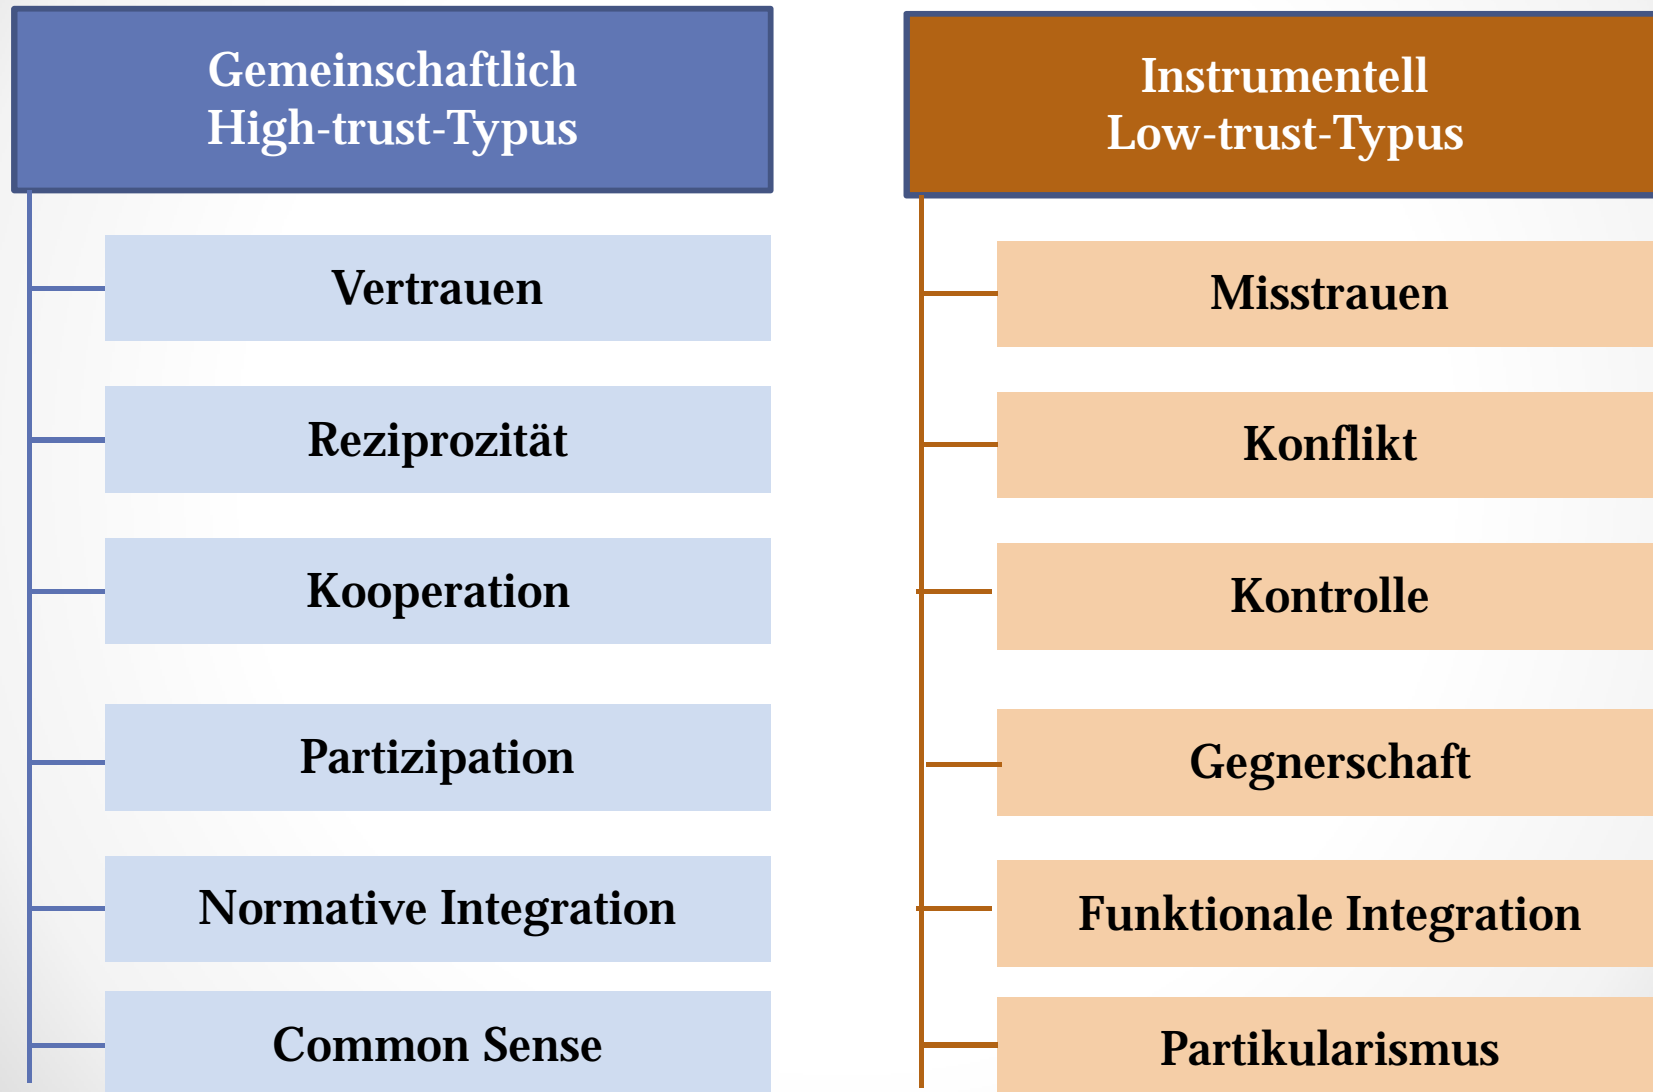 Gemeinschaftlich
High-trust-Typus
Vertrauen
Reziprozität
Kooperation
Partizipation
Normative Integration
Common Sense
Instrumentell
Low-trust-Typus
Misstrauen
Konflikt
Kontrolle
Gegnerschaft
Funktionale Integration
Partikularismus